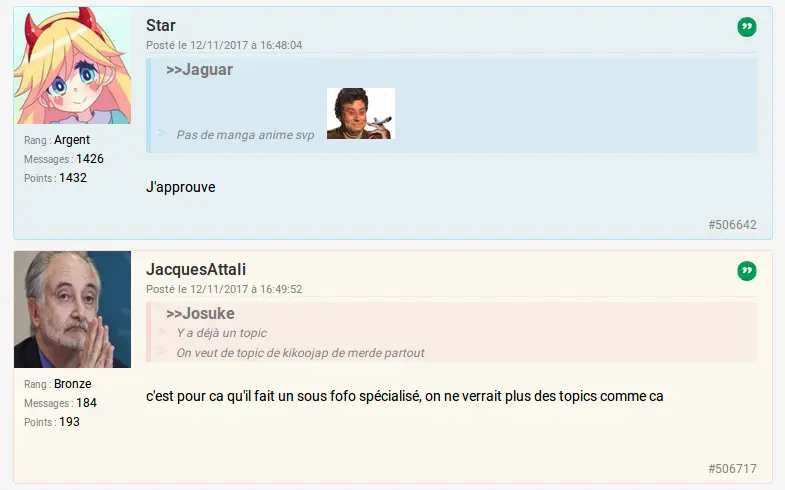 Star
Posté le 12/11/2017 à 16:48:04
>>Jaguar
> Pas de manga anime svp
Rang : Argent
Messages : 1426
Points : 1432
J'approuve
#506642
JacquesAttali
Posté le 12/11/2017 à 16:49:52
>>Josuke
> Y a déjà un topic
> On veut de topic de kikoojap de merde partout
Rang : Bronze
Messages : 184
Points : 193
c'est pour ca qu'il fait un sous fofo spécialisé, on ne verrait plus des topics comme ca
#506717